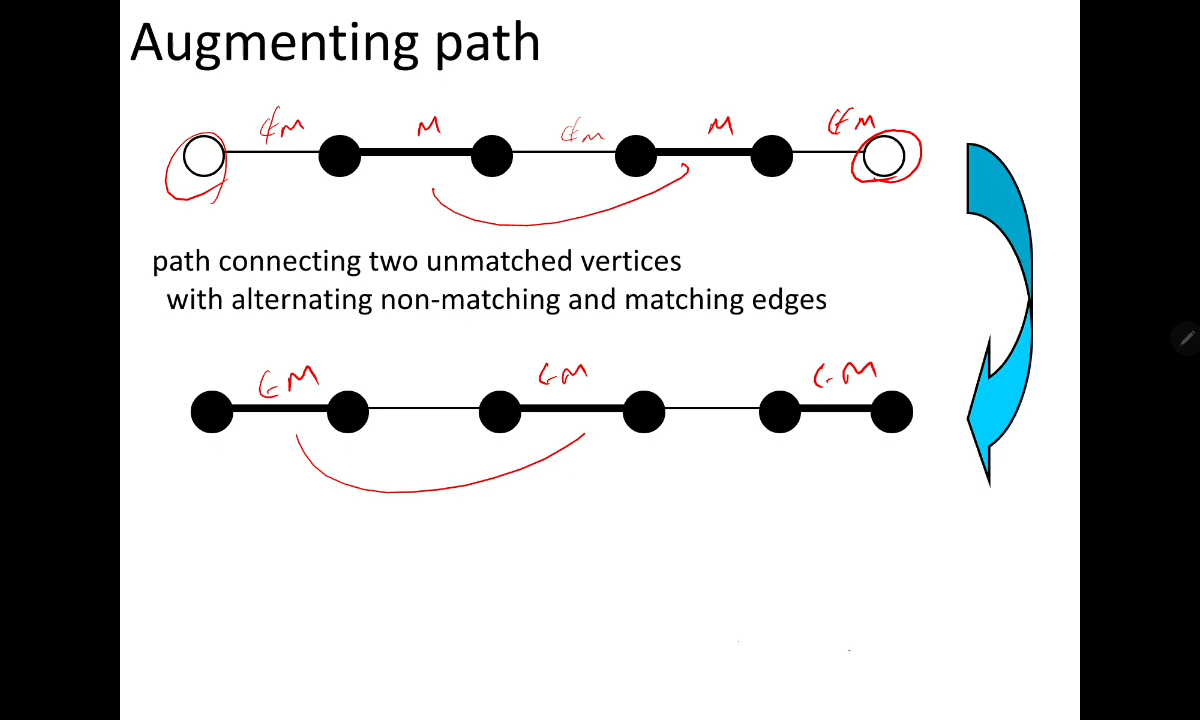 Augmenting path
∉M M ∉M M ∉M
path connecting two unmatched vertices
with alternating non-matching and matching edges
∈M ∈M ∈M